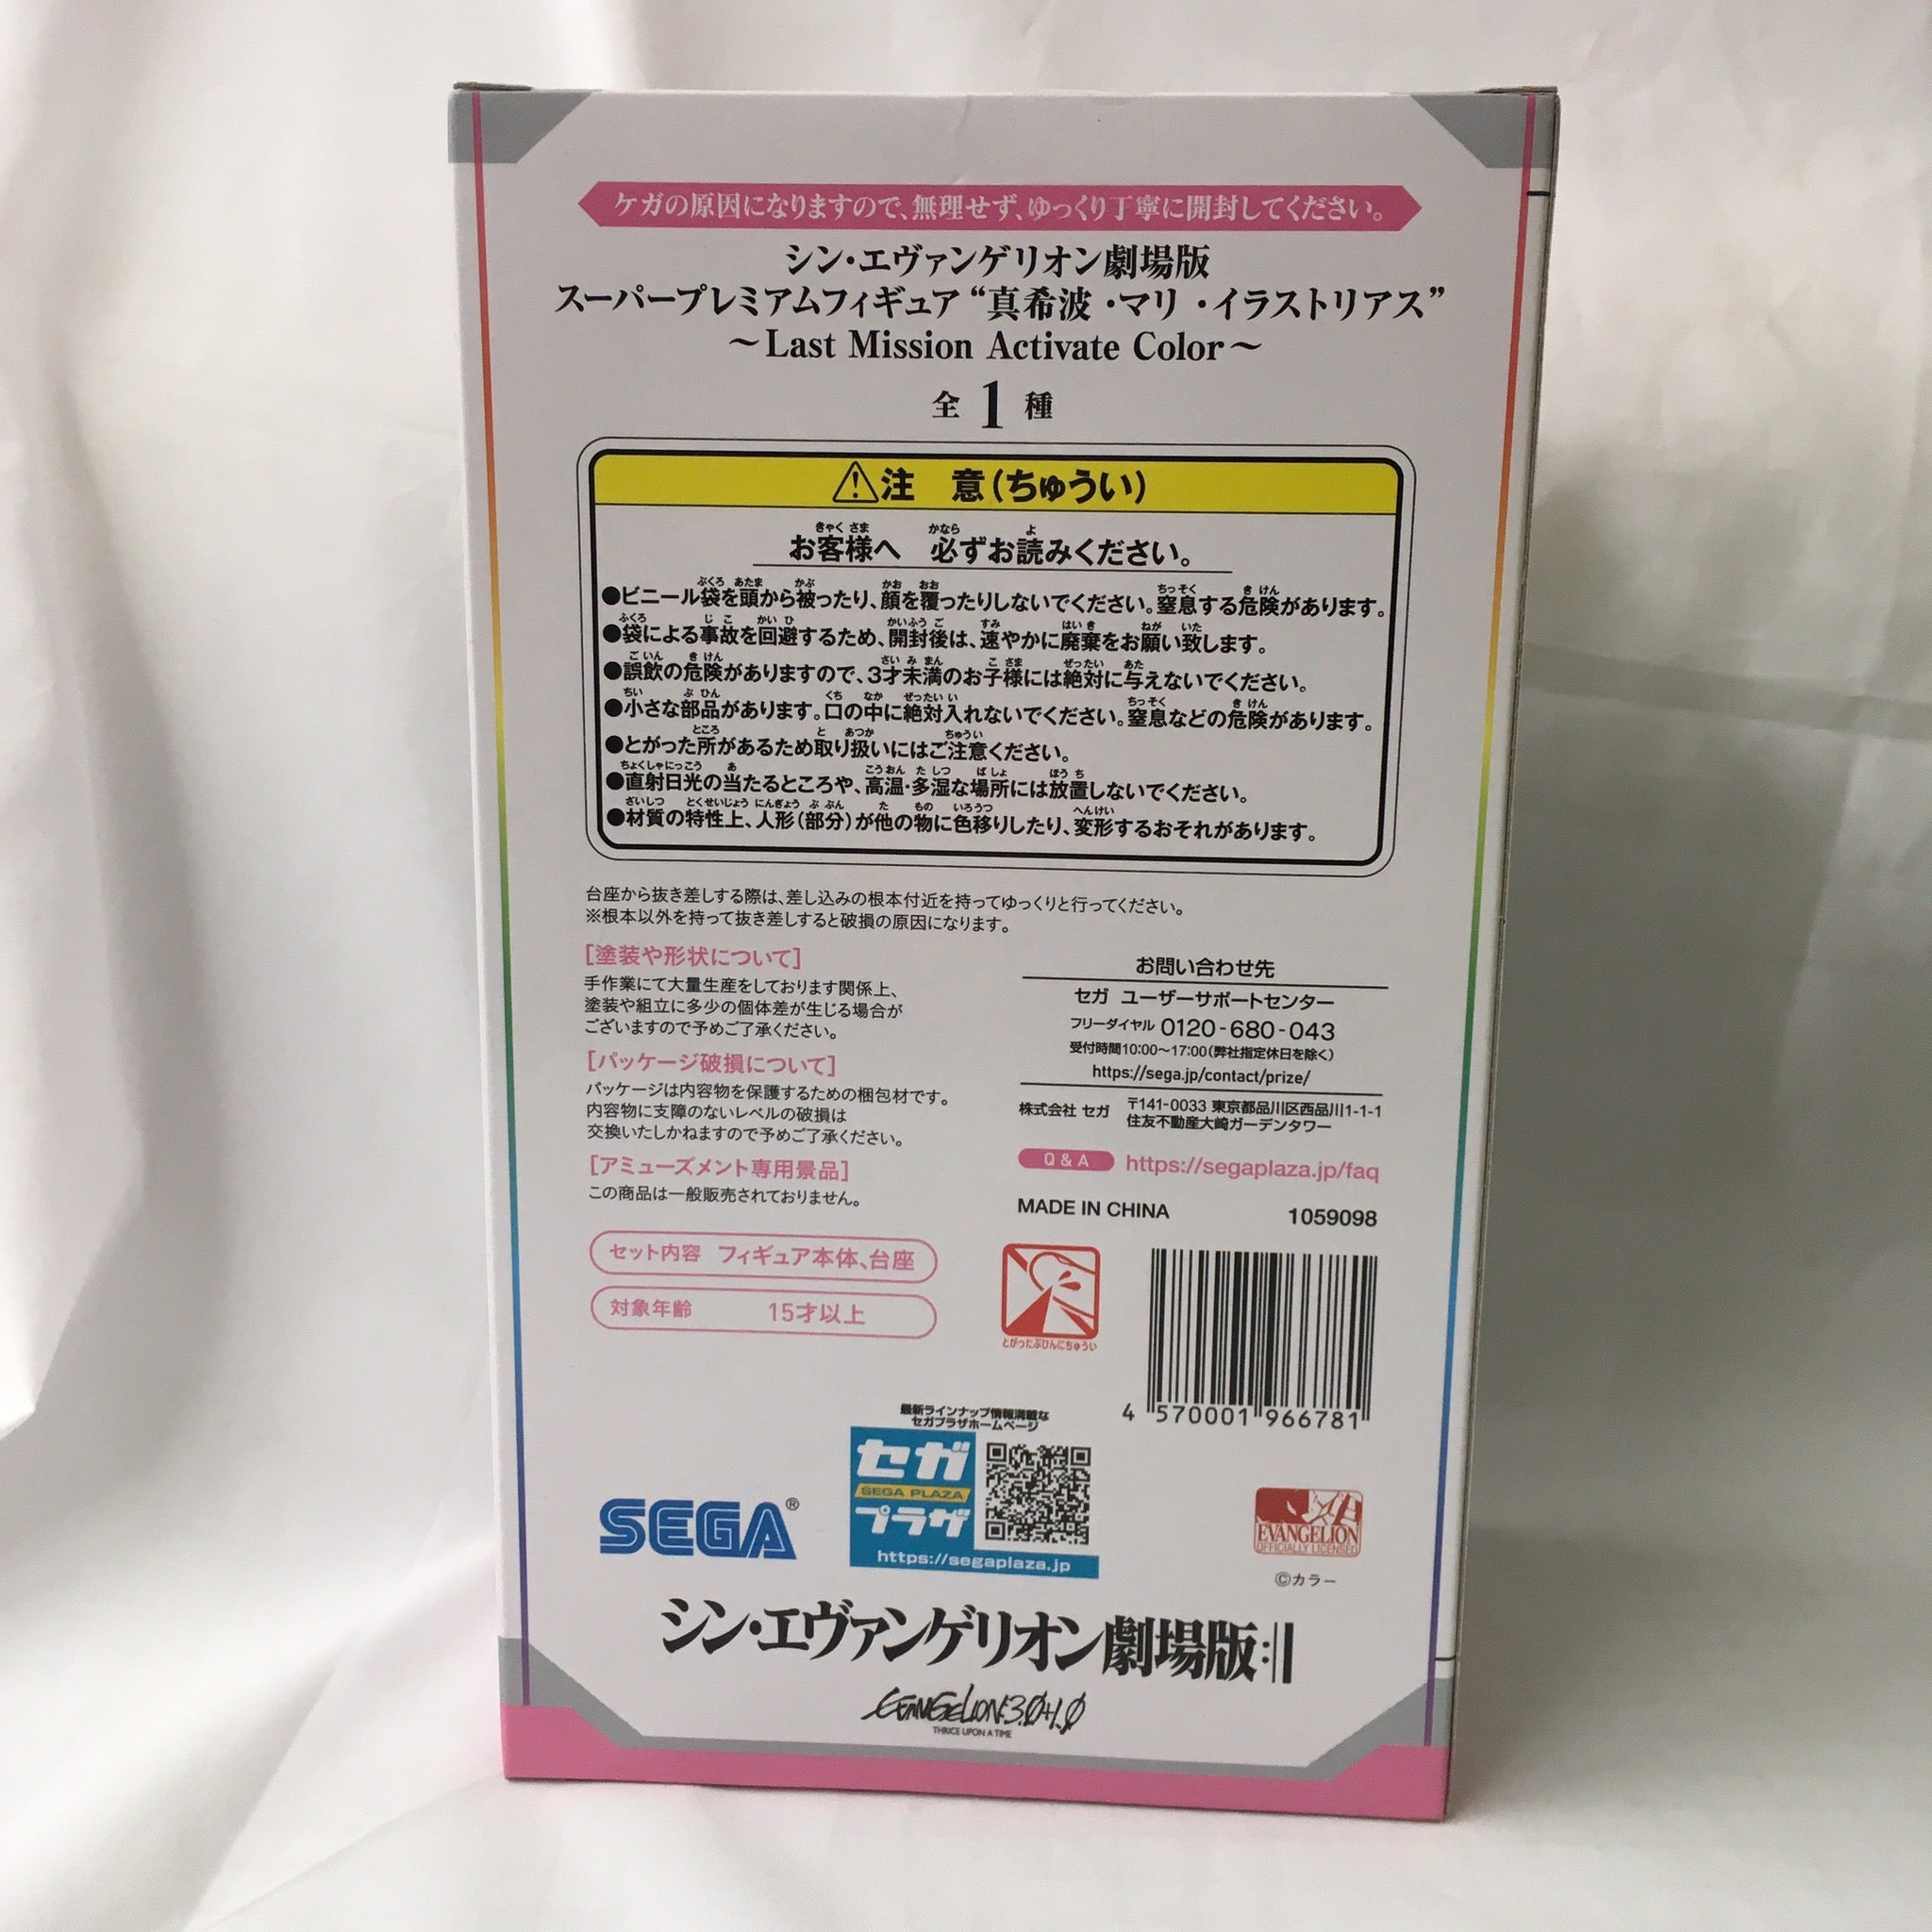 ケガの原因になりますので、無理せず、ゆっくり丁寧に開封してください。
シン・エヴァンゲリオン劇場版
スーパープレミアムフィギュア“真希波・マリ・イラストリアス”
～Last Mission Activate Color～
全1種
注 意(ちゅうい)
お客様へ 必ずお読みください。
●ビニール袋を頭から被ったり、顔を覆ったりしないでください。窒息する危険があります。
●袋による事故を回避するため、開封後は、速やかに廃棄をお願い致します。
●誤飲の危険がありますので、3才未満のお子様には絶対に与えないでください。
●小さな部品があります。口の中に絶対入れないでください。窒息などの危険があります。
●とがった所があるため取り扱いにはご注意ください。
●直射日光の当たるところや、高温・多湿な場所には放置しないでください。
●材質の特性上、人形(部分)が他の物に色移りしたり、変形するおそれがあります。
台座から抜き差しする際は、差し込みの根本付近を持ってゆっくりと行ってください。
※根本以外を持って抜き差しすると破損の原因になります。
[塗装や形状について]
手作業にて大量生産をしております関係上、
塗装や組立に多少の個体差が生じる場合が
ございますので予めご了承ください。
[パッケージ破損について]
パッケージは内容物を保護するための梱包材です。
内容物に支障のないレベルの破損は
交換いたしかねますので予めご了承ください。
[アミューズメント専用景品]
この商品は一般販売されておりません。
セット内容 フィギュア本体、台座
対象年齢 15才以上
お問い合わせ先
セガ ユーザーサポートセンター
フリーダイヤル 0120-680-043
受付時間10:00～17:00(弊社指定休日を除く)
https://sega.jp/contact/prize/
株式会社 セガ 〒141-0033 東京都品川区西品川1-1-1
住友不動産大崎ガーデンタワー
Q & A https://segaplaza.jp/faq
MADE IN CHINA 1059098
とがったぶひんにちゅうい
4 570001 966781
最新ラインナップ情報満載な
セガプラザホームページ
セガ
SEGA PLAZA
プラザ
https://segaplaza.jp
SEGA®
EVANGELION
OFFICIALLY LICENSED
©カラー
シン・エヴァンゲリオン劇場版:||
EVANGELION:3.0+1.0
THRICE UPON A TIME